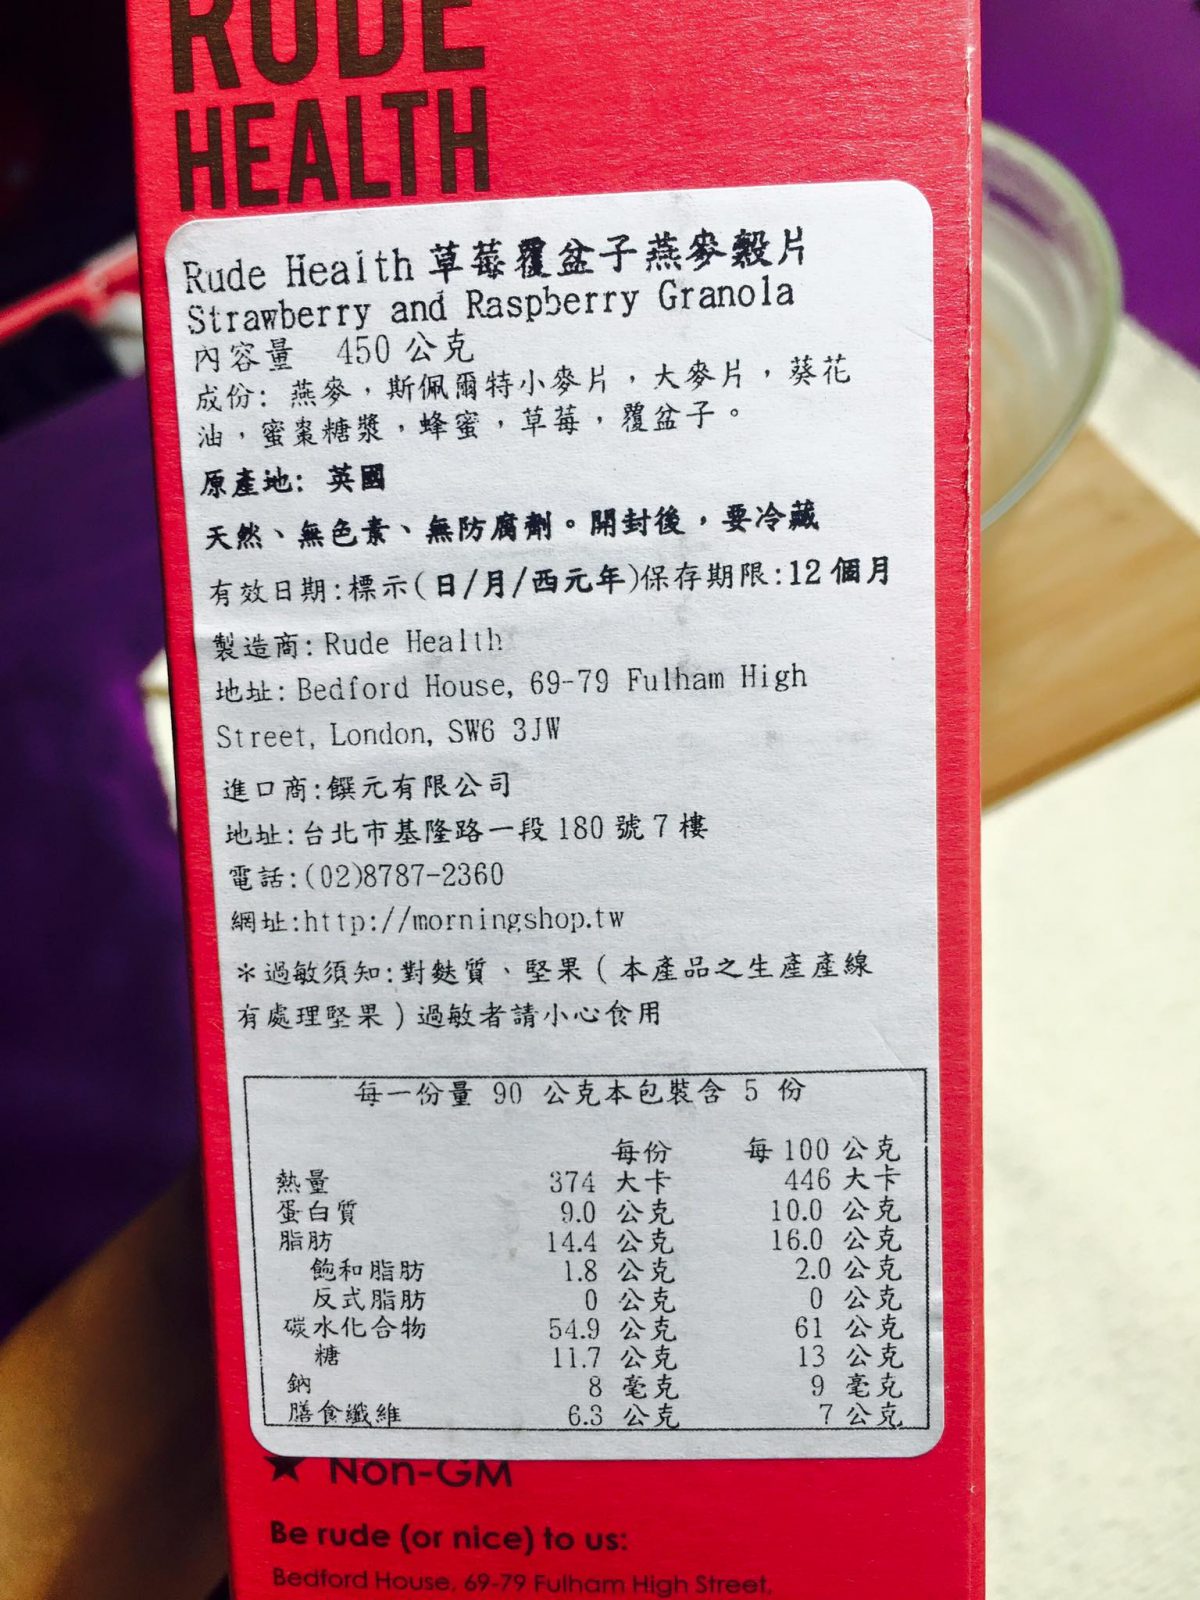 RUDE
HEALTH
Rude Health 草莓覆盆子燕麥穀片
Strawberry and Raspberry Granola
內容量 450 公克
成份: 燕麥，斯佩爾特小麥片，大麥片，葵花
油，蜜棗糖漿，蜂蜜，草莓，覆盆子。
原產地: 英國
天然、無色素、無防腐劑。開封後，要冷藏
有效日期:標示(日/月/西元年)保存期限:12個月
製造商: Rude Health
地址: Bedford House, 69-79 Fulham High
Street, London, SW6 3JW
進口商:饌元有限公司
地址:台北市基隆路一段 180 號 7 樓
電話:(02)8787-2360
網址:http://morningshop.tw
*過敏須知:對麩質、堅果(本產品之生產產線
有處理堅果)過敏者請小心食用
每一份量 90 公克本包裝含 5 份
每份 每 100 公克
熱量 374 大卡 446 大卡
蛋白質 9.0 公克 10.0 公克
脂肪 14.4 公克 16.0 公克
飽和脂肪 1.8 公克 2.0 公克
反式脂肪 0 公克 0 公克
碳水化合物 54.9 公克 61 公克
糖 11.7 公克 13 公克
鈉 8 毫克 9 毫克
膳食纖維 6.3 公克 7 公克
★ Non-GM
Be rude (or nice) to us:
Bedford House, 69-79 Fulham High Street,